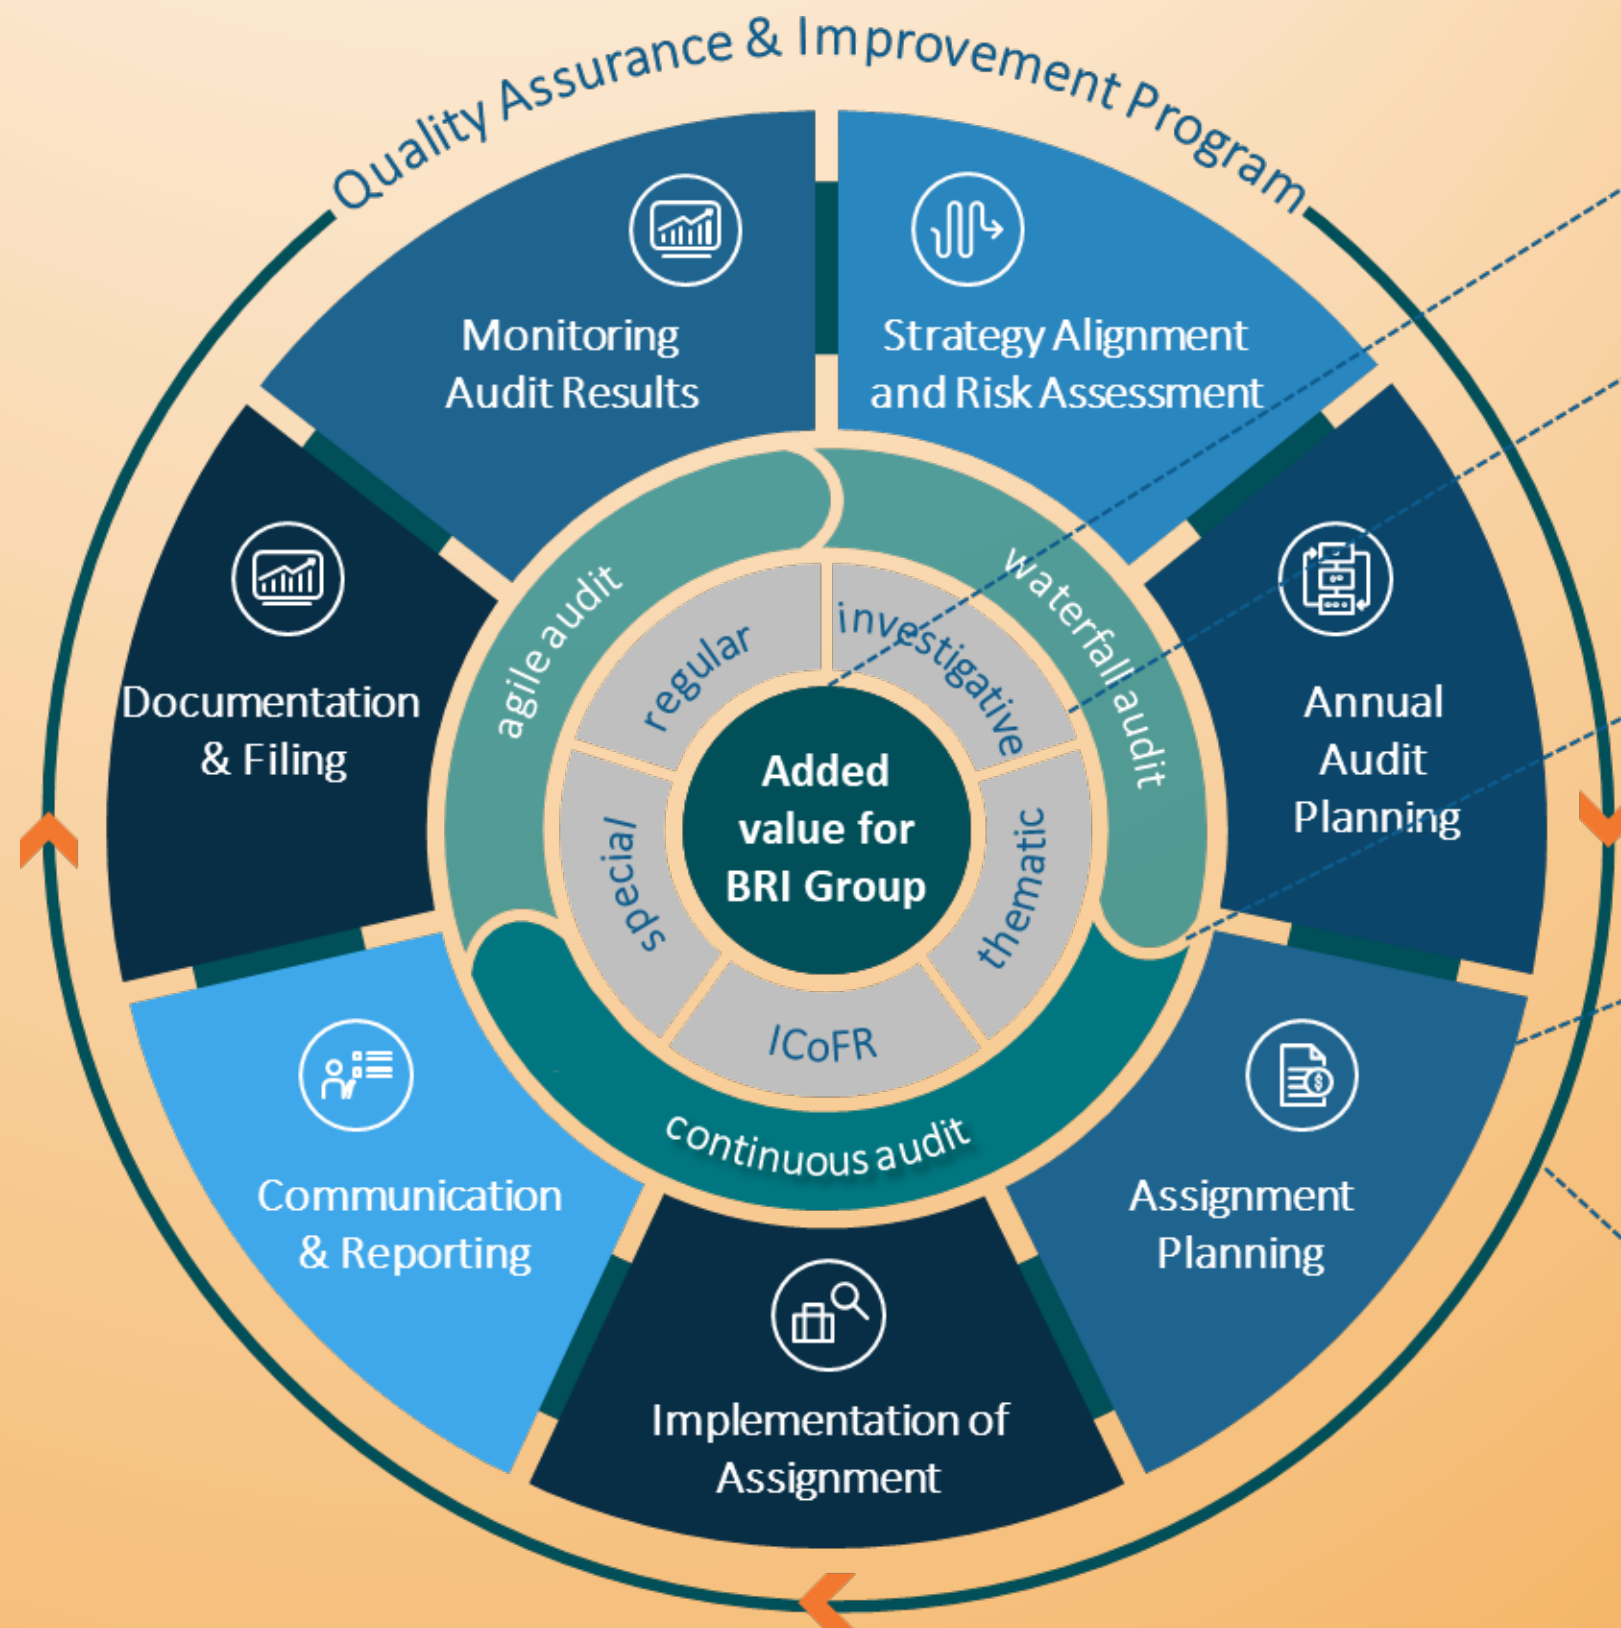 Quality Assurance & Improvement Program
Monitoring
Audit Results
Strategy Alignment
and Risk Assessment
Annual
Audit
Planning
Assignment
Planning
Implementation of
Assignment
Communication
& Reporting
Documentation
& Filing
agile audit
waterfall audit
continuous audit
regular
investigative
thematic
ICoFR
special
Added
value for
BRI Group